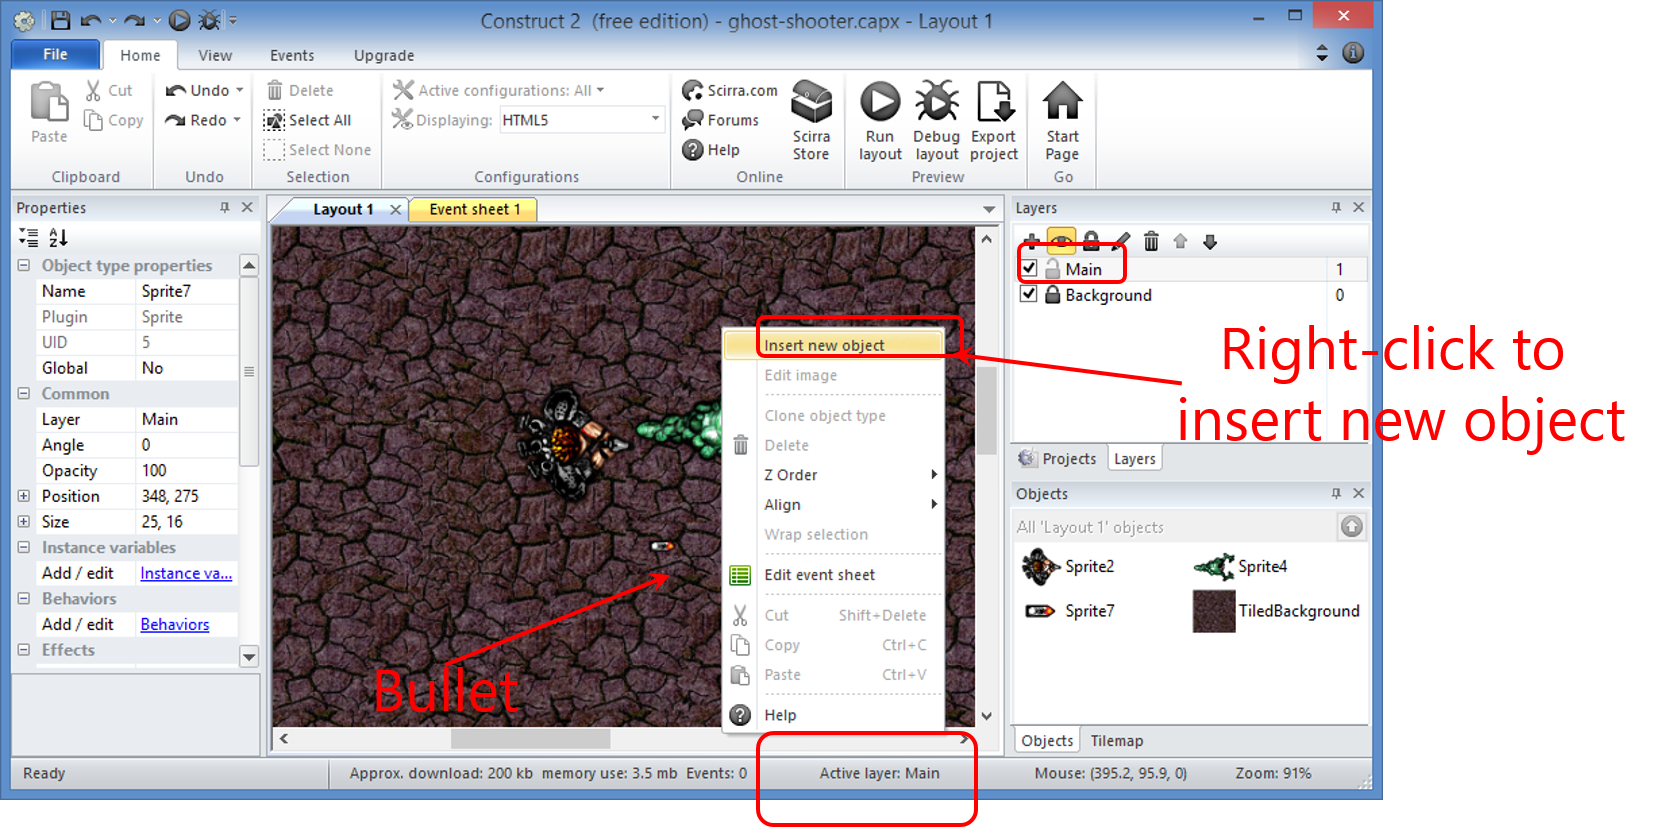 Construct 2  (free edition) - ghost-shooter.capx - Layout 1
File Home View Events Upgrade
Paste
Cut
Copy
Clipboard
Undo
Redo
Undo
Delete
Select All
Select None
Selection
Active configurations: All
Displaying: HTML5
Configurations
Scirra.com
Forums
Help
Scirra
Store
Online
Run
layout
Debug
layout
Export
project
Preview
Start
Page
Go
Properties
A
Z
Object type properties
Name Sprite7
Plugin Sprite
UID 5
Global No
Common
Layer Main
Angle 0
Opacity 100
Position 348, 275
Size 25, 16
Instance variables
Add / edit Instance va...
Behaviors
Add / edit Behaviors
Effects
Layout 1 Event sheet 1
Bullet
Insert new object
Edit image
Clone object type
Delete
Z Order
Align
Wrap selection
Edit event sheet
Cut Shift+Delete
Copy Ctrl+C
Paste Ctrl+V
Help
Layers
Main 1
Background 0
Right-click to
insert new object
Projects Layers
Objects
All 'Layout 1' objects
Sprite2 Sprite4
Sprite7 TiledBackground
Objects Tilemap
Ready Approx. download: 200 kb  memory use: 3.5 mb  Events: 0 Active layer: Main Mouse: (395.2, 95.9, 0) Zoom: 91%